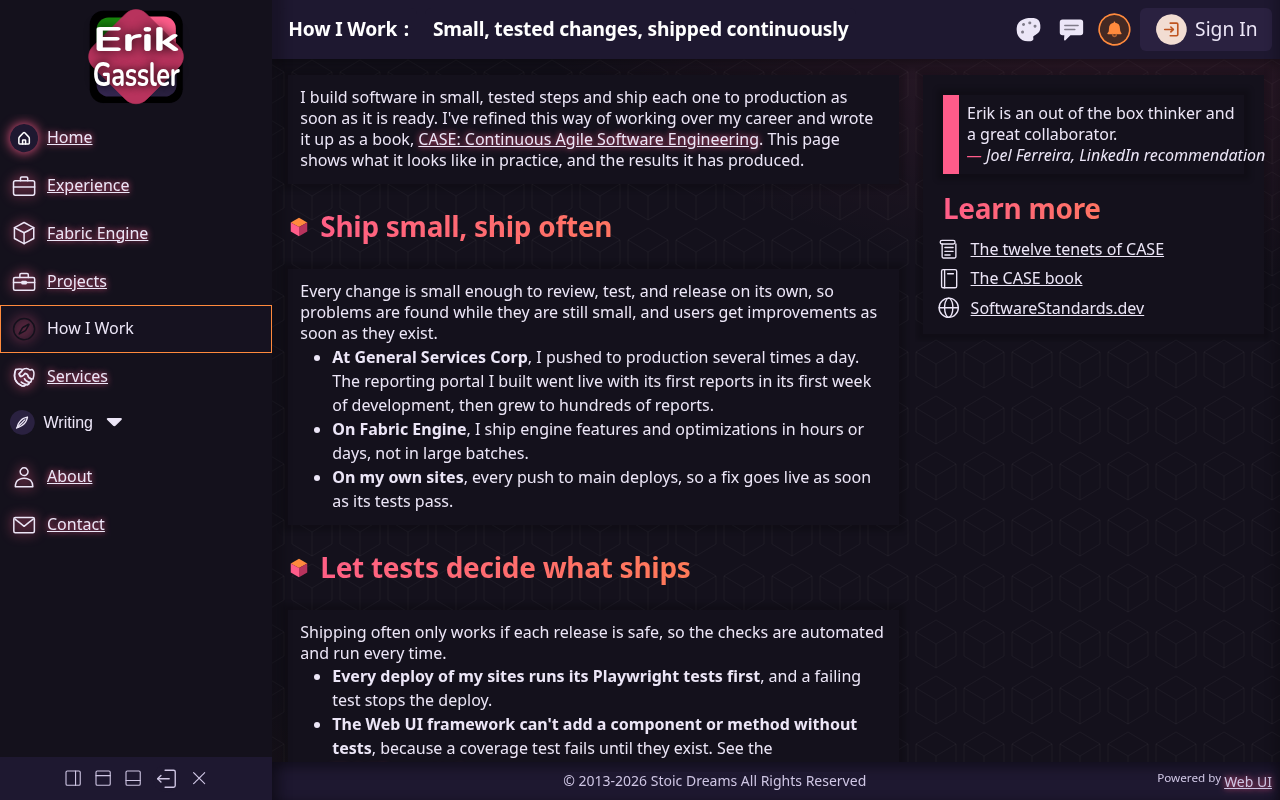 Erik
Gassler
Home
Experience
Fabric Engine
Projects
How I Work
Services
Writing
About
Contact
How I Work : Small, tested changes, shipped continuously
Sign In
I build software in small, tested steps and ship each one to production as
soon as it is ready. I've refined this way of working over my career and wrote
it up as a book, CASE: Continuous Agile Software Engineering. This page
shows what it looks like in practice, and the results it has produced.
Ship small, ship often
Every change is small enough to review, test, and release on its own, so
problems are found while they are still small, and users get improvements as
soon as they exist.
• At General Services Corp, I pushed to production several times a day.
The reporting portal I built went live with its first reports in its first week
of development, then grew to hundreds of reports.
• On Fabric Engine, I ship engine features and optimizations in hours or
days, not in large batches.
• On my own sites, every push to main deploys, so a fix goes live as soon
as its tests pass.
Let tests decide what ships
Shipping often only works if each release is safe, so the checks are automated
and run every time.
• Every deploy of my sites runs its Playwright tests first, and a failing
test stops the deploy.
• The Web UI framework can't add a component or method without
tests, because a coverage test fails until they exist. See the
Erik is an out of the box thinker and
a great collaborator.
— Joel Ferreira, LinkedIn recommendation
Learn more
The twelve tenets of CASE
The CASE book
SoftwareStandards.dev
© 2013-2026 Stoic Dreams All Rights Reserved
Powered by Web UI